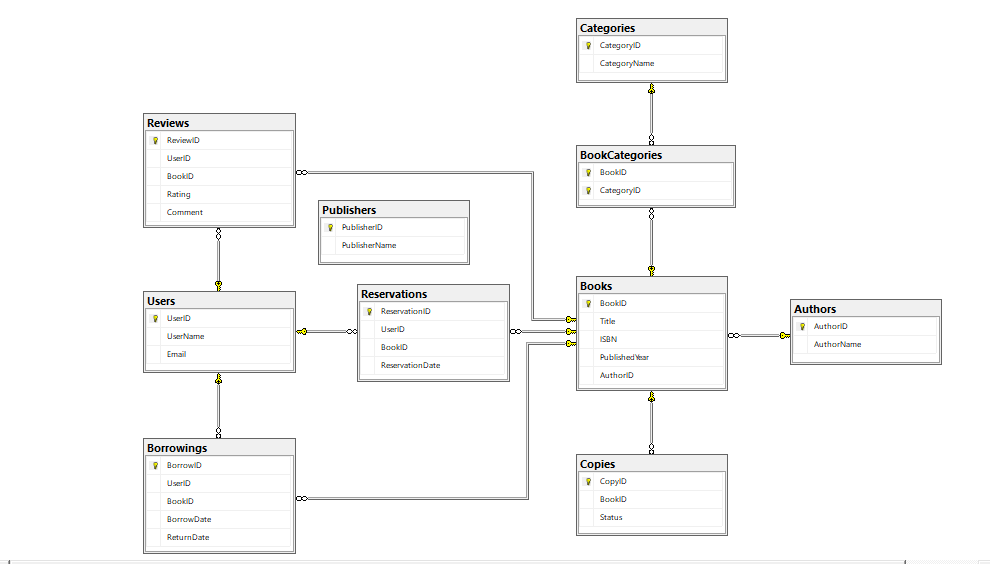 Categories
CategoryID
CategoryName
Reviews
ReviewID
UserID
BookID
Rating
Comment
BookCategories
BookID
CategoryID
Publishers
PublisherID
PublisherName
Users
UserID
UserName
Email
Reservations
ReservationID
UserID
BookID
ReservationDate
Books
BookID
Title
ISBN
PublishedYear
AuthorID
Authors
AuthorID
AuthorName
Borrowings
BorrowID
UserID
BookID
BorrowDate
ReturnDate
Copies
CopyID
BookID
Status